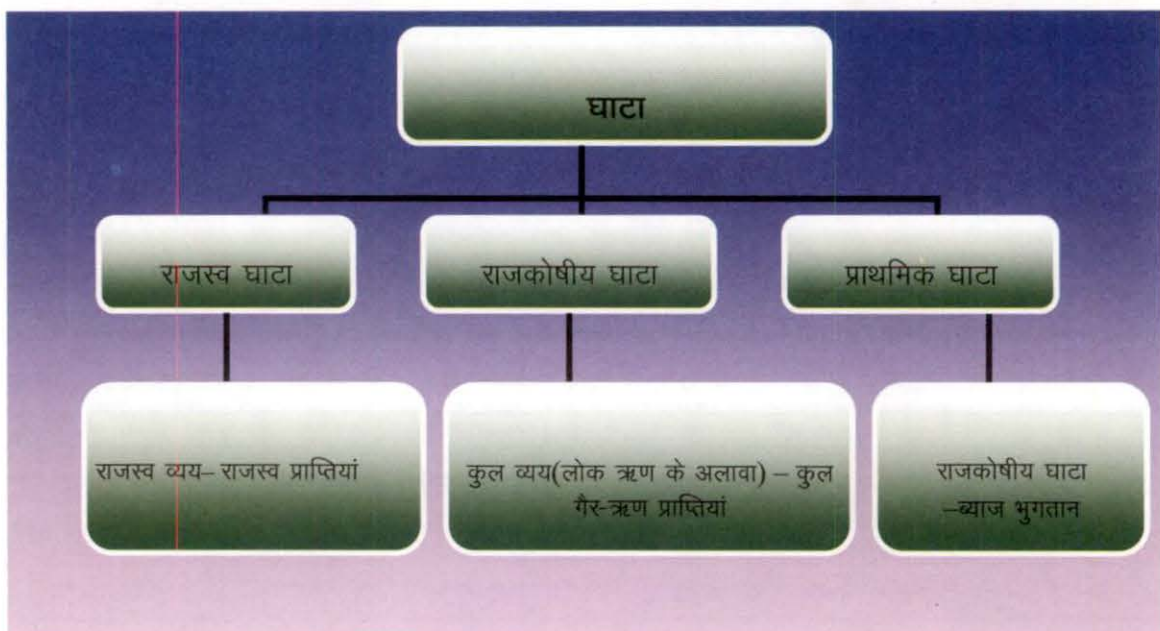 घाटा
राजस्व घाटा
राजकोषीय घाटा
प्राथमिक घाटा
राजस्व व्यय– राजस्व प्राप्तियां
कुल व्यय(लोक ऋण के अलावा) – कुल
गैर-ऋण प्राप्तियां
राजकोषीय घाटा
–ब्याज भुगतान